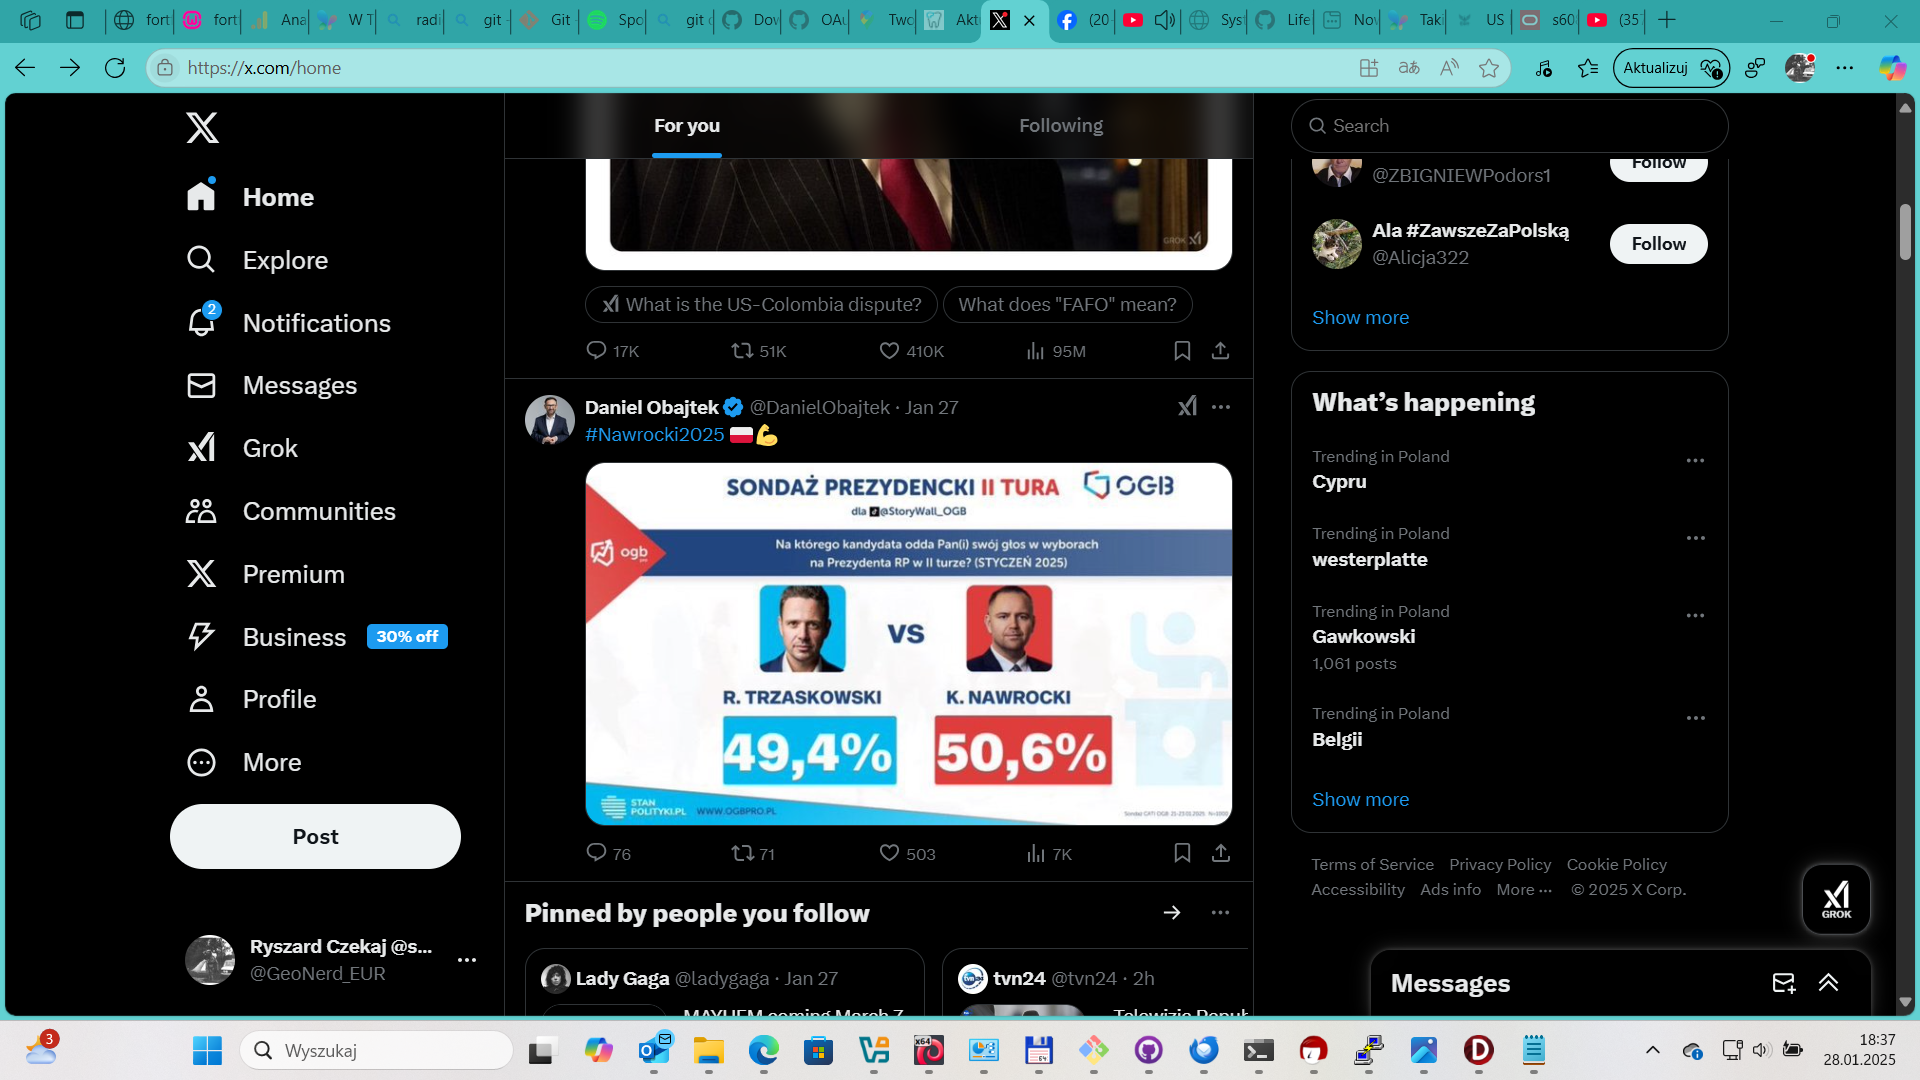 fort
fort
Ana
W T
radi
git
Git
Spo
git c
Dov
OAu
Two
Akt
(20
Sys
Life
Nov
Taki
US
s60
(35
https://x.com/home
Aktualizuj
For you
Following
Search
@ZBIGNIEWPodors1
Follow
Home
Explore
2
Notifications
Messages
Grok
Communities
Premium
Business
30% off
Profile
More
Post
Ryszard Czekaj @s...
@GeoNerd_EUR
GROK
What is the US-Colombia dispute?
What does "FAFO" mean?
17K
51K
410K
95M
Daniel Obajtek @DanielObajtek · Jan 27
#Nawrocki2025
SONDAŻ PREZYDENCKI II TURA
OGB
dla @StoryWall_OGB
ogb
Na którego kandydata odda Pan(i) swój głos w wyborach
na Prezydenta RP w II turze? (STYCZEŃ 2025)
VS
R. TRZASKOWSKI
K. NAWROCKI
49,4%
50,6%
STAN
POLITYKI.PL
WWW.OGBPRO.PL
76
71
503
7K
Pinned by people you follow
Lady Gaga @ladygaga · Jan 27
MAYHEM coming March 7
tvn24 @tvn24 · 2h
Telewizja Republ
Ala #ZawszeZaPolską
@Alicja322
Follow
Show more
What's happening
Trending in Poland
Cypru
Trending in Poland
westerplatte
Trending in Poland
Gawkowski
1,061 posts
Trending in Poland
Belgii
Show more
Terms of Service Privacy Policy Cookie Policy
Accessibility Ads info More ··· © 2025 X Corp.
GROK
Messages
3
Wyszukaj
x64
64
18:37
28.01.2025